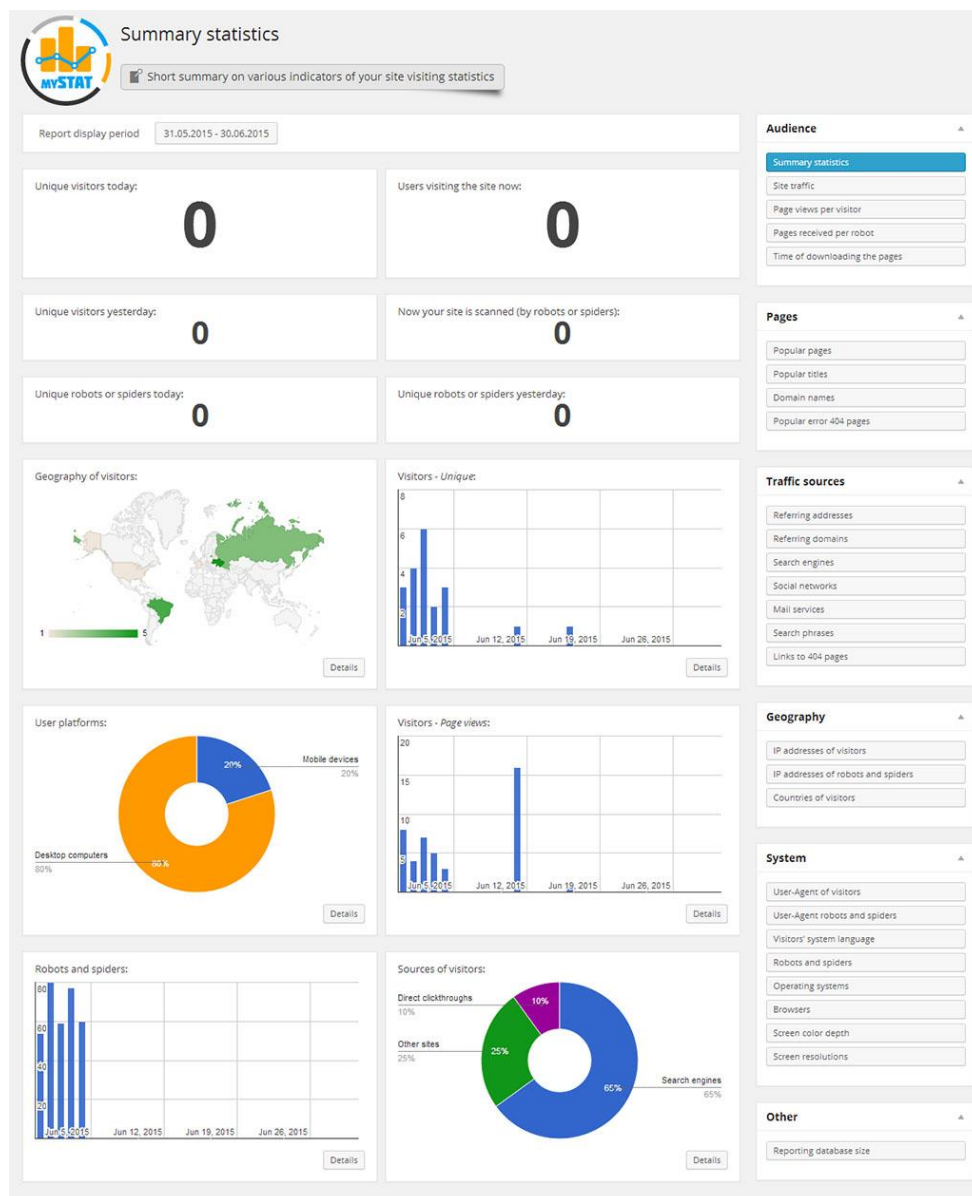 mySTAT
Summary statistics
Short summary on various indicators of your site visiting statistics
Report display period 31.05.2015 - 30.06.2015
Unique visitors today:
0
Users visiting the site now:
0
Unique visitors yesterday:
0
Now your site is scanned (by robots or spiders):
0
Unique robots or spiders today:
0
Unique robots or spiders yesterday:
0
Geography of visitors:
1 5
Details
Visitors - Unique:
8
6
4
2
Jun 5, 2015 Jun 12, 2015 Jun 19, 2015 Jun 26, 2015
Details
User platforms:
20%
Mobile devices
20%
Desktop computers
80%
80%
Details
Visitors - Page views:
20
15
10
5
Jun 5, 2015 Jun 12, 2015 Jun 19, 2015 Jun 26, 2015
Details
Robots and spiders:
80
60
40
20
Jun 5, 2015 Jun 12, 2015 Jun 19, 2015 Jun 26, 2015
Details
Sources of visitors:
Direct clickthroughs
10%
10%
Other sites
25%
25%
65%
Search engines
65%
Details
Audience
Summary statistics
Site traffic
Page views per visitor
Pages received per robot
Time of downloading the pages
Pages
Popular pages
Popular titles
Domain names
Popular error 404 pages
Traffic sources
Referring addresses
Referring domains
Search engines
Social networks
Mail services
Search phrases
Links to 404 pages
Geography
IP addresses of visitors
IP addresses of robots and spiders
Countries of visitors
System
User-Agent of visitors
User-Agent robots and spiders
Visitors' system language
Robots and spiders
Operating systems
Browsers
Screen color depth
Screen resolutions
Other
Reporting database size